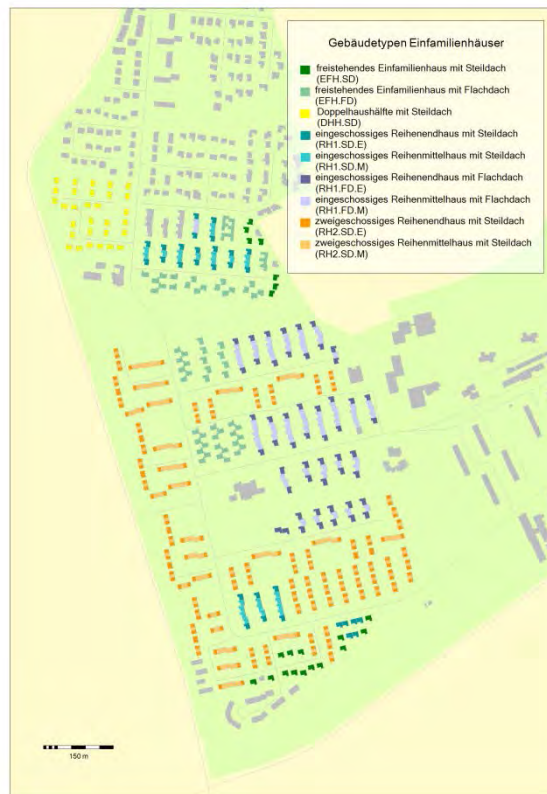 Gebäudetypen Einfamilienhäuser
freistehendes Einfamilienhaus mit Steildach
(EFH.SD)
freistehendes Einfamilienhaus mit Flachdach
(EFH.FD)
Doppelhaushälfte mit Steildach
(DHH.SD)
eingeschossiges Reihenendhaus mit Steildach
(RH1.SD.E)
eingeschossiges Reihenmittelhaus mit Steildach
(RH1.SD.M)
eingeschossiges Reihenendhaus mit Flachdach
(RH1.FD.E)
eingeschossiges Reihenmittelhaus mit Flachdach
(RH1.FD.M)
zweigeschossiges Reihenendhaus mit Steildach
(RH2.SD.E)
zweigeschossiges Reihenmittelhaus mit Steildach
(RH2.SD.M)
150 m